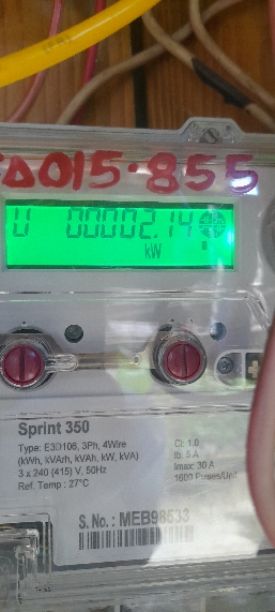 015.855
U 00002.14
kW
Sprint 350
Type: E3D106, 3Ph, 4Wire
(kWh, kVArh, kVAh, kW, kVA)
3 x 240 (415) V, 50Hz
Ref. Temp : 27°C
Cl: 1.0
Ib: 5 A
Imax: 30 A
1600 Pulses/Unit
S. No.: MEB98533